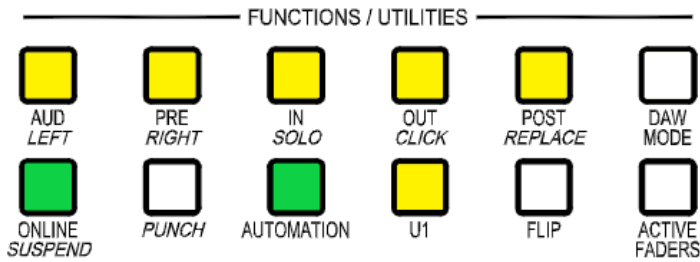 FUNCTIONS / UTILITIES
AUD PRE IN OUT POST DAW
LEFT RIGHT SOLO CLICK REPLACE MODE
ONLINE PUNCH AUTOMATION U1 FLIP ACTIVE
SUSPEND FADERS